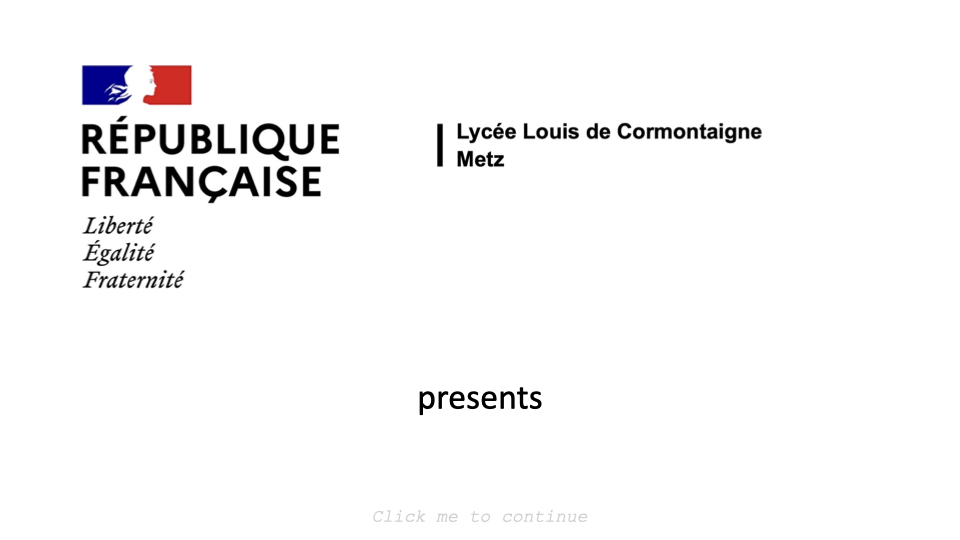 RÉPUBLIQUE
FRANÇAISE
Liberté
Égalité
Fraternité
Lycée Louis de Cormontaigne
Metz
presents
Click me to continue